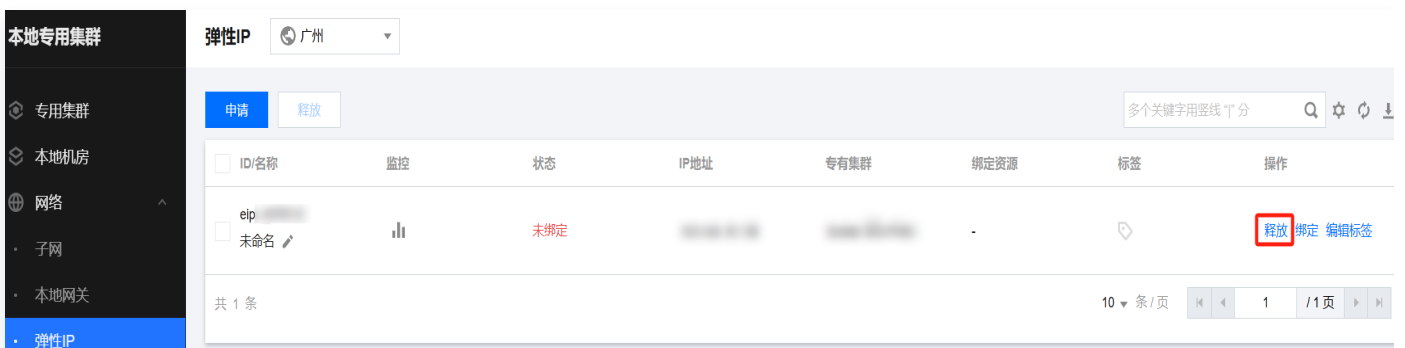 本地专用集群
专用集群
本地机房
网络
子网
本地网关
弹性IP
弹性IP 广州
申请 释放 多个关键字用竖线 "|" 分
ID/名称 监控 状态 IP地址 专有集群 绑定资源 标签 操作
eip
未命名 未绑定 - 释放 绑定 编辑标签
共 1 条 10 条 / 页 1 / 1 页